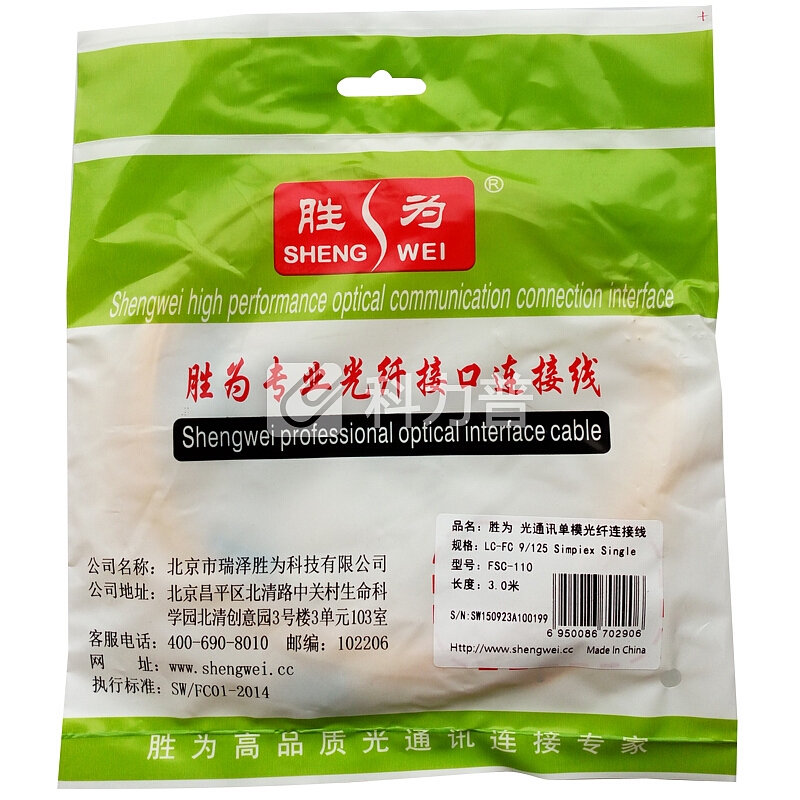 胜为®
SHENG WEI
Shengwei high performance optical communication connection interface
胜为专业光纤接口连接线
科力普
Shengwei professional optical interface cable
品名: 胜为 光通讯单模光纤连接线
规格: LC-FC 9/125 Simpiex Single
型号: FSC-110
长度: 3.0米
S/N:SW150923A100199
6 950086 702906
Http://www.shengwei.cc Made In China
公司名称: 北京市瑞泽胜为科技有限公司
公司地址: 北京昌平区北清路中关村生命科
学园北清创意园3号楼3单元103室
客服电话: 400-690-8010 邮编: 102206
网 址: www.shengwei.cc
执行标准: SW/FC01-2014
胜为高品质光通讯连接专家